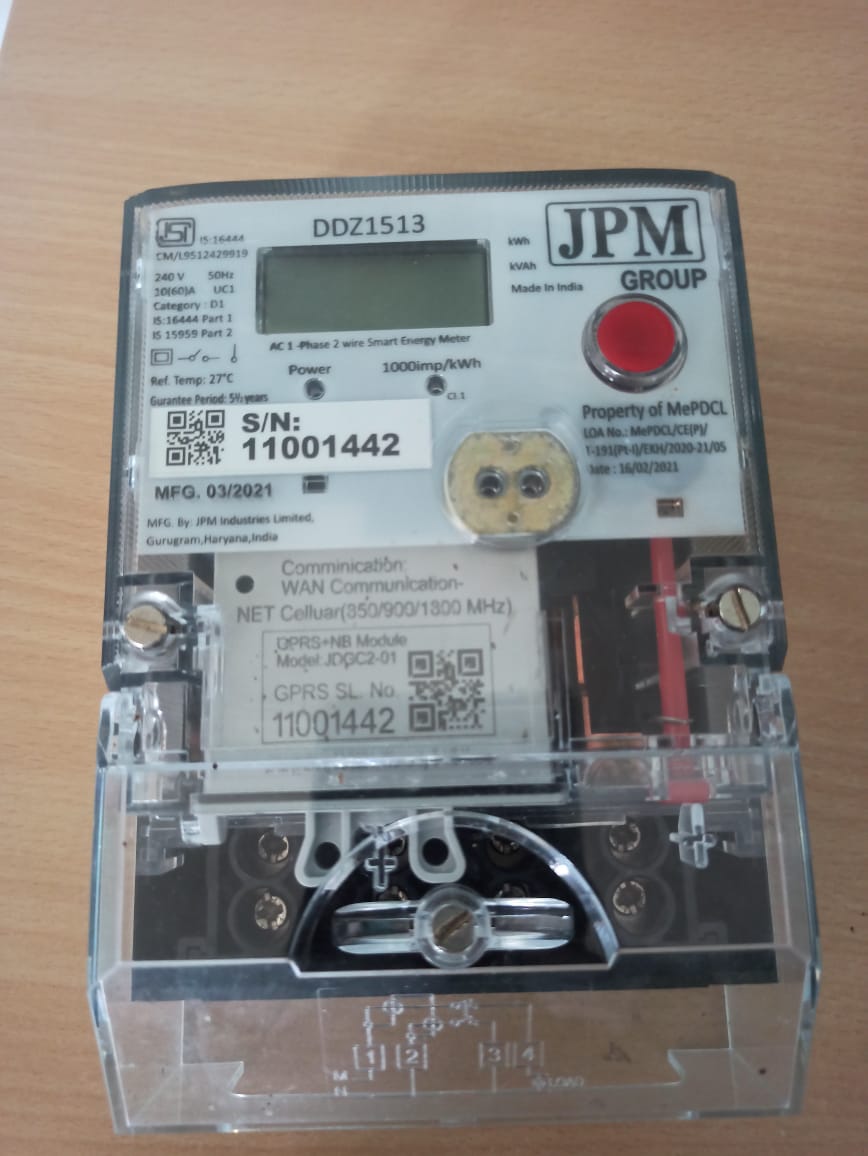 IS:16444
CM/L9512429919
DDZ1513
JPM
GROUP
240 V 50Hz
10(60)A UC1
Category : D1
IS:16444 Part 1
IS 15959 Part 2
kWh
kVAh
Made In India
AC 1 -Phase 2 wire Smart Energy Meter
Power
1000imp/kWh
Cl.1
Ref. Temp: 27°C
Gurantee Period: 5½ years
S/N:
11001442
Property of MePDCL
LOA No.: MePDCL/CE(P)/
T-191(Pt-I)/EKH/2020-21/05
Date : 16/02/2021
MFG. 03/2021
MFG. By: JPM Industries Limited,
Gurugram,Haryana,India
Comminication:
WAN Communication-
NET Celluar(850/900/1800 MHz)
GPRS+NB Module
Model:JDGC2-01
GPRS SL. No
11001442
1 2 3 4
M
N
LOAD